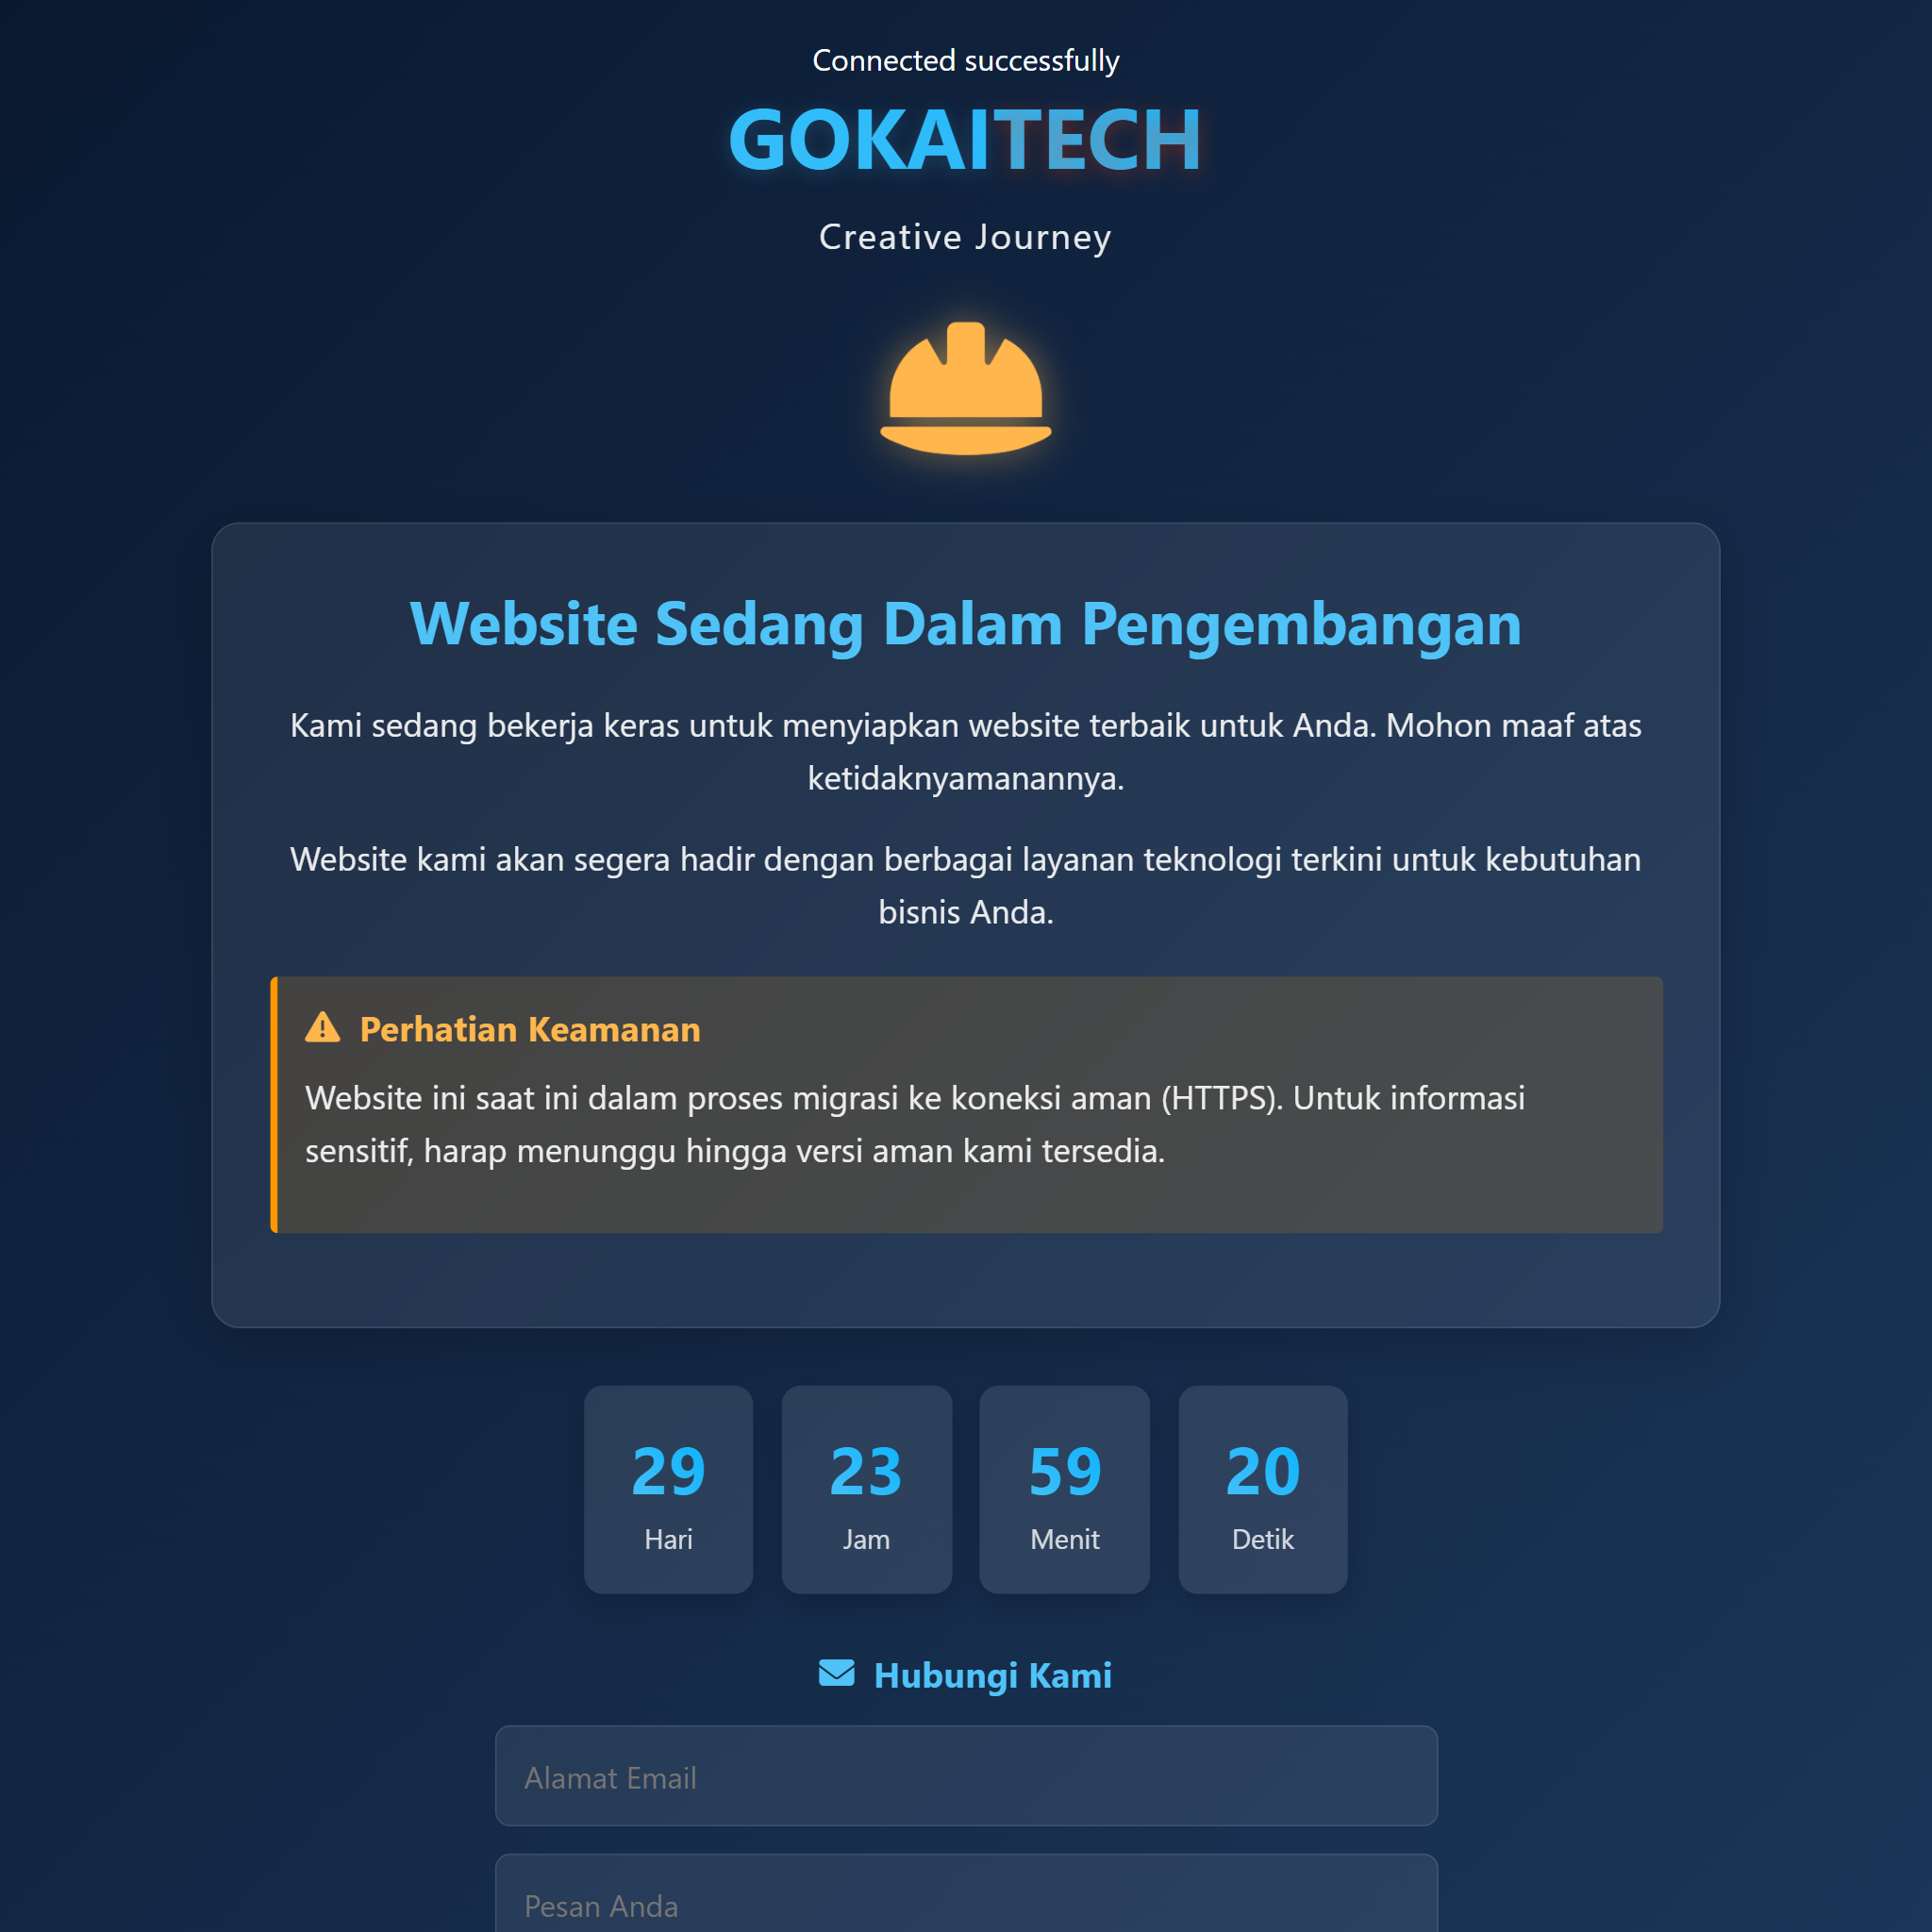 Connected successfully
GOKAITECH
Creative Journey
Website Sedang Dalam Pengembangan
Kami sedang bekerja keras untuk menyiapkan website terbaik untuk Anda. Mohon maaf atas
ketidaknyamanannya.
Website kami akan segera hadir dengan berbagai layanan teknologi terkini untuk kebutuhan
bisnis Anda.
Perhatian Keamanan
Website ini saat ini dalam proses migrasi ke koneksi aman (HTTPS). Untuk informasi
sensitif, harap menunggu hingga versi aman kami tersedia.
29 23 59 20
Hari Jam Menit Detik
Hubungi Kami
Alamat Email
Pesan Anda